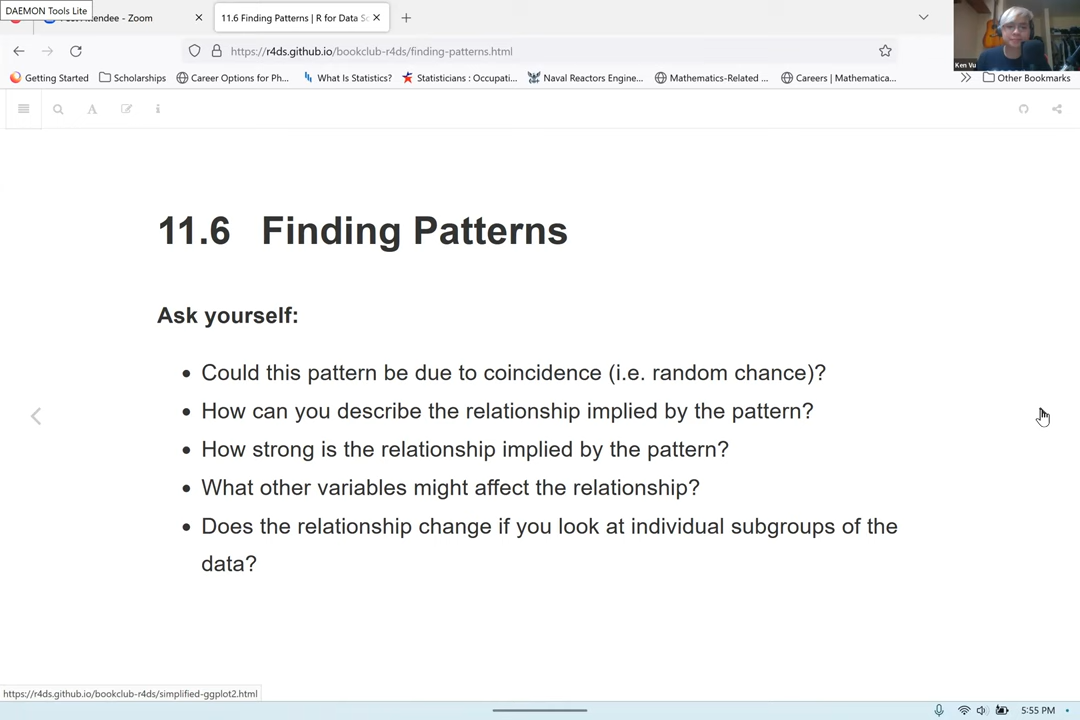 DAEMON Tools Lite
Attendee - Zoom
11.6 Finding Patterns | R for Data Sc
https://r4ds.github.io/bookclub-r4ds/finding-patterns.html
Ken Vu
Getting Started
Scholarships
Career Options for Ph...
What Is Statistics?
Statisticians : Occupati...
Naval Reactors Engine...
Mathematics-Related ...
Careers | Mathematica...
Other Bookmarks
11.6 Finding Patterns
Ask yourself:
• Could this pattern be due to coincidence (i.e. random chance)?
• How can you describe the relationship implied by the pattern?
• How strong is the relationship implied by the pattern?
• What other variables might affect the relationship?
• Does the relationship change if you look at individual subgroups of the
data?
https://r4ds.github.io/bookclub-r4ds/simplified-ggplot2.html
5:55 PM